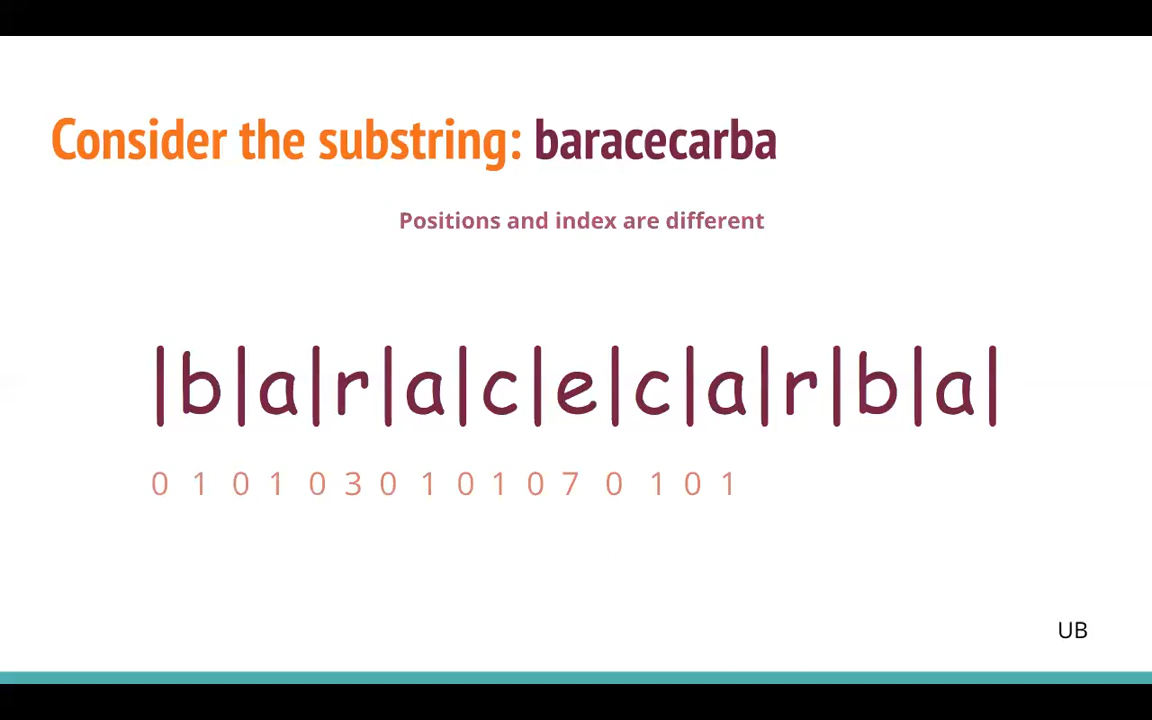 Consider the substring: baracecarba
Positions and index are different
|b|a|r|a|c|e|c|a|r|b|a|
0 1 0 1 0 3 0 1 0 1 0 7 0 1 0 1
UB